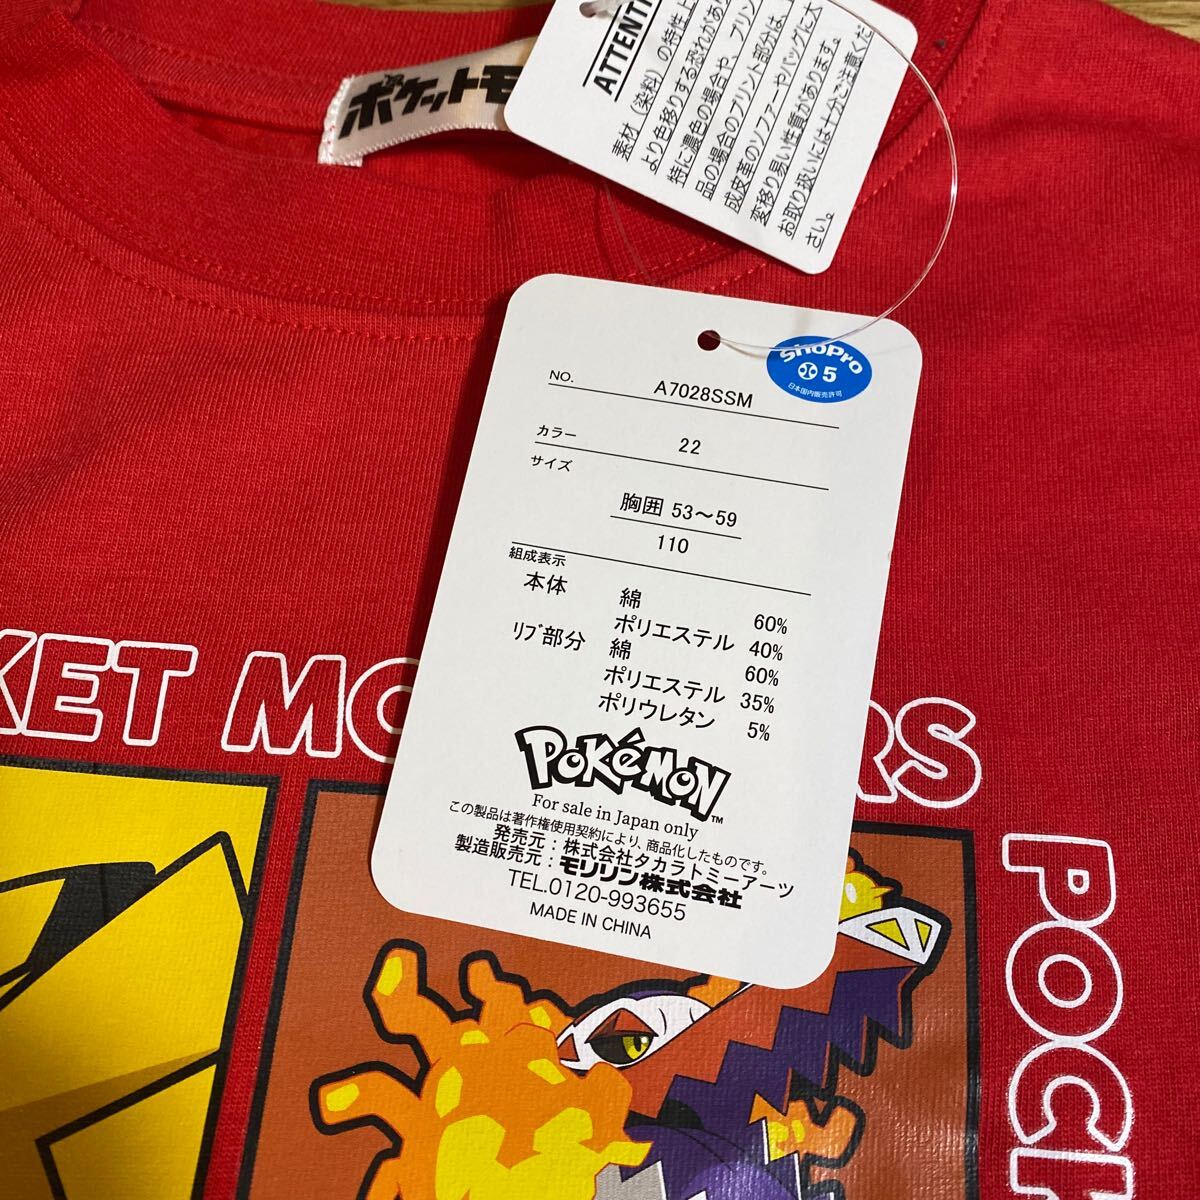 ポケットモ
ATTENTI
素材（染料）の特性上
より色移りする恐れがあり
特に濃色の場合や、プリン
品の場合のプリント部分は、
成皮革のソファーやバッグに大
変移り易い性質があります。
お取り扱いには十分ご注意くだ
さい。
ShoPro
5
日本国内販売許可
NO. A7028SSM
カラー 22
サイズ
胸囲 53〜59
110
組成表示
本体 綿 60%
ポリエステル 40%
リブ部分 綿 60%
ポリエステル 35%
ポリウレタン 5%
POKéMON™
For sale in Japan only
この製品は著作権使用契約により、商品化したものです。
発売元：株式会社タカラトミーアーツ
製造販売元：モリリン株式会社
TEL.0120-993655
MADE IN CHINA
KET MO
RS
POC